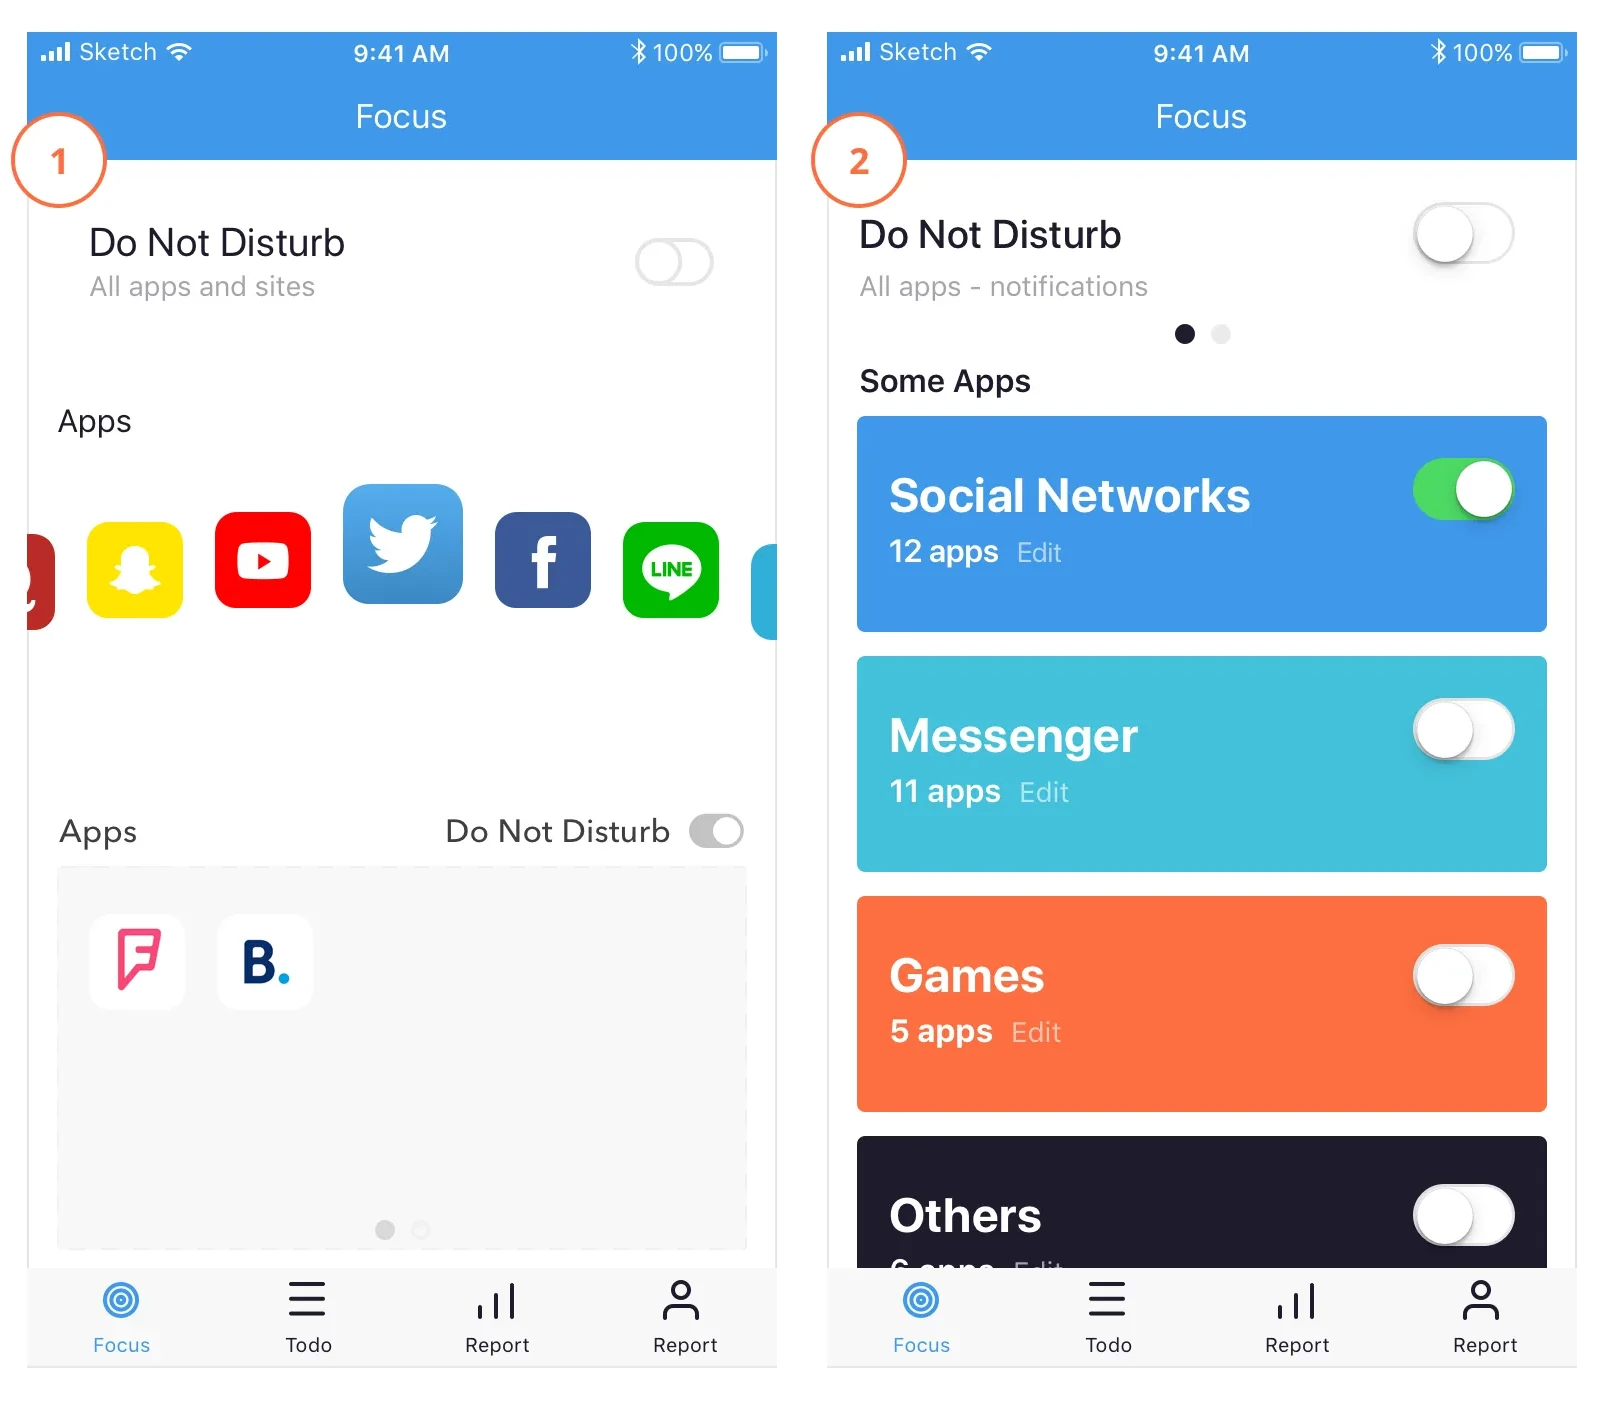 Sketch 9:41 AM 100%
Focus
1
Do Not Disturb
All apps and sites
Apps
LINE
Apps Do Not Disturb
B.
Focus Todo Report Report
Sketch 9:41 AM 100%
Focus
2
Do Not Disturb
All apps - notifications
Some Apps
Social Networks
12 apps Edit
Messenger
11 apps Edit
Games
5 apps Edit
Others
6 apps Edit
Focus Todo Report Report